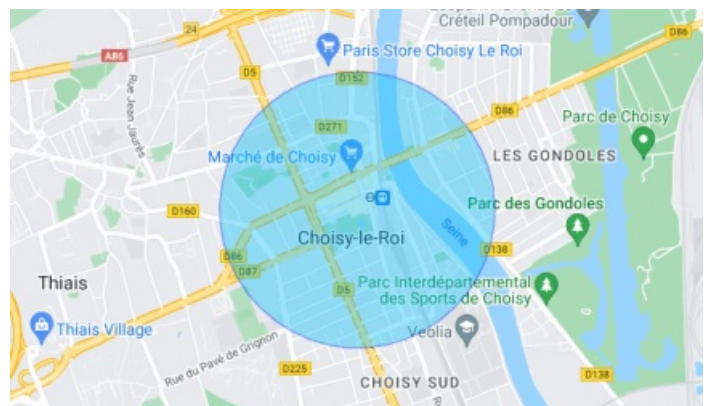 Créteil Pompadour
24
D86
A86
Paris Store Choisy Le Roi
D5
D152
Rue Jean Jaurès
D86
Parc de Choisy
D271
Marché de Choisy
LES GONDOLES
D160
Parc des Gondoles
Seine
Choisy-le-Roi
D138
D86
D87
Thiais
Parc Interdépartemental
des Sports de Choisy
D5
Thiais Village
Veolia
Rue du Pavé de Grignon
D225
CHOISY SUD
D138